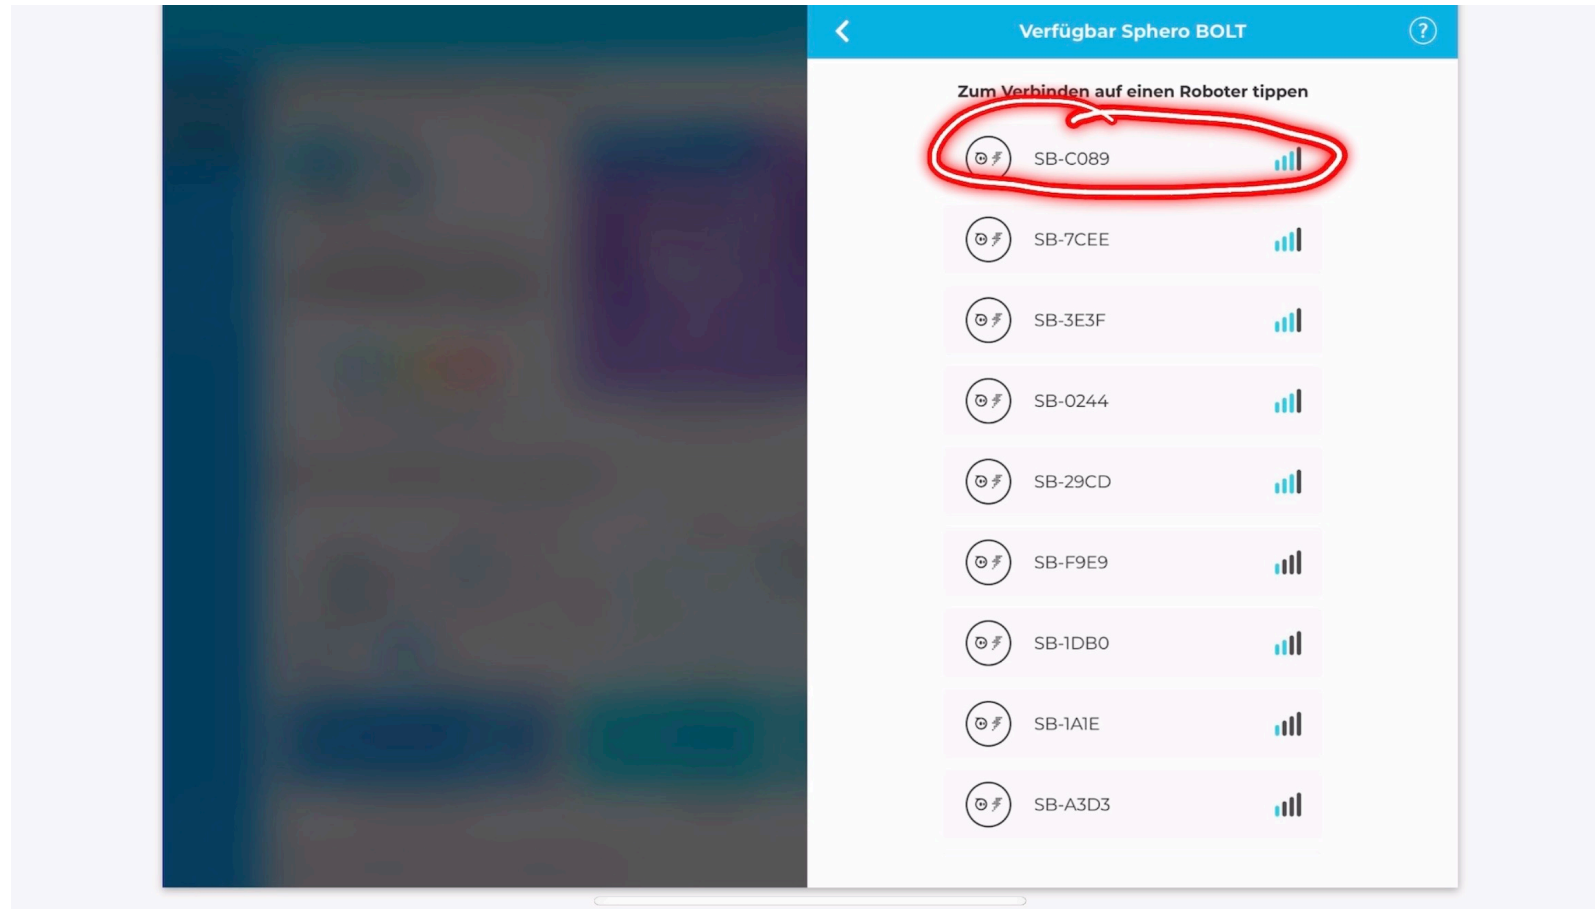 Verfügbar Sphero BOLT
?
Zum Verbinden auf einen Roboter tippen
SB-C089
SB-7CEE
SB-3E3F
SB-0244
SB-29CD
SB-F9E9
SB-1DB0
SB-1A1E
SB-A3D3